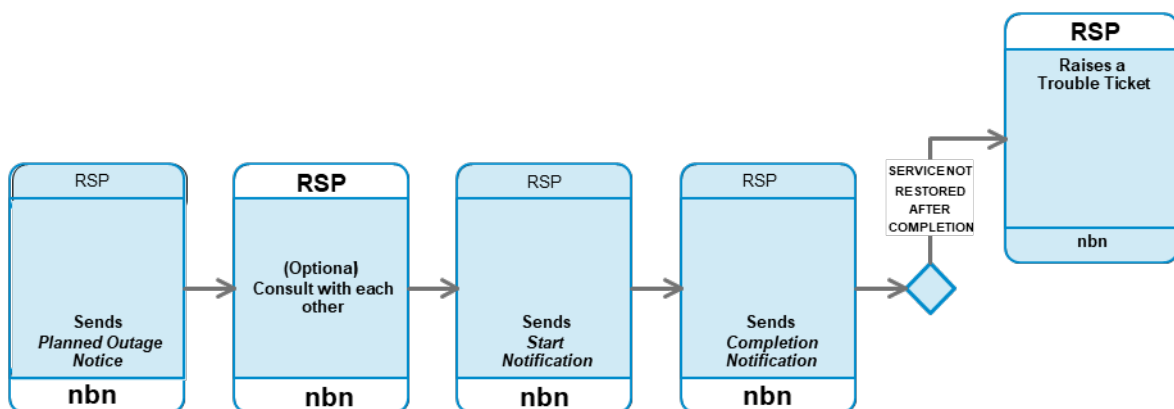 RSP
Raises a
Trouble Ticket
nbn
RSP
Sends
Planned Outage
Notice
nbn
RSP
(Optional)
Consult with each
other
nbn
RSP
Sends
Start
Notification
nbn
RSP
Sends
Completion
Notification
nbn
SERVICE NOT
RESTORED
AFTER
COMPLETION